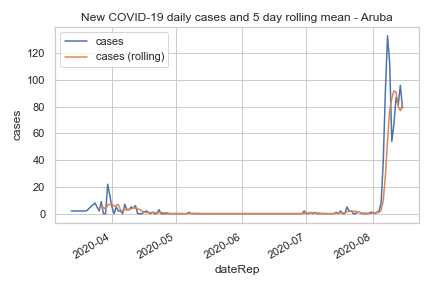 New COVID-19 daily cases and 5 day rolling mean - Aruba
cases
cases (rolling)
120
100
80
60
40
20
0
cases
2020-04
2020-05
2020-06
2020-07
2020-08
dateRep